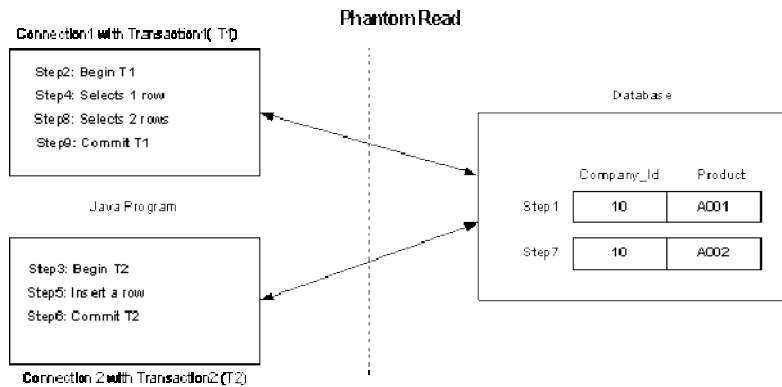 Phantom Read
Connection1 with Transaction1( T1)
Step2: Begin T1
Step4: Selects 1 row
Step8: Selects 2 rows
Step9: Commit T1
Java Program
Step3: Begin T2
Step5: Insert a row
Step6: Commit T2
Connection 2 with Transaction2 (T2)
Database
Company_Id Product
Step1 10 A001
Step7 10 A002